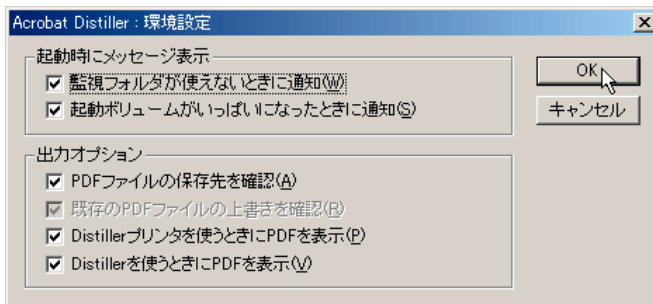 Acrobat Distiller : 環境設定
起動時にメッセージ表示
監視フォルダが使えないときに通知(W)
起動ボリュームがいっぱいになったときに通知(S)
OK
キャンセル
出力オプション
PDFファイルの保存先を確認(A)
既存のPDFファイルの上書きを確認(R)
Distillerプリンタを使うときにPDFを表示(P)
Distillerを使うときにPDFを表示(V)